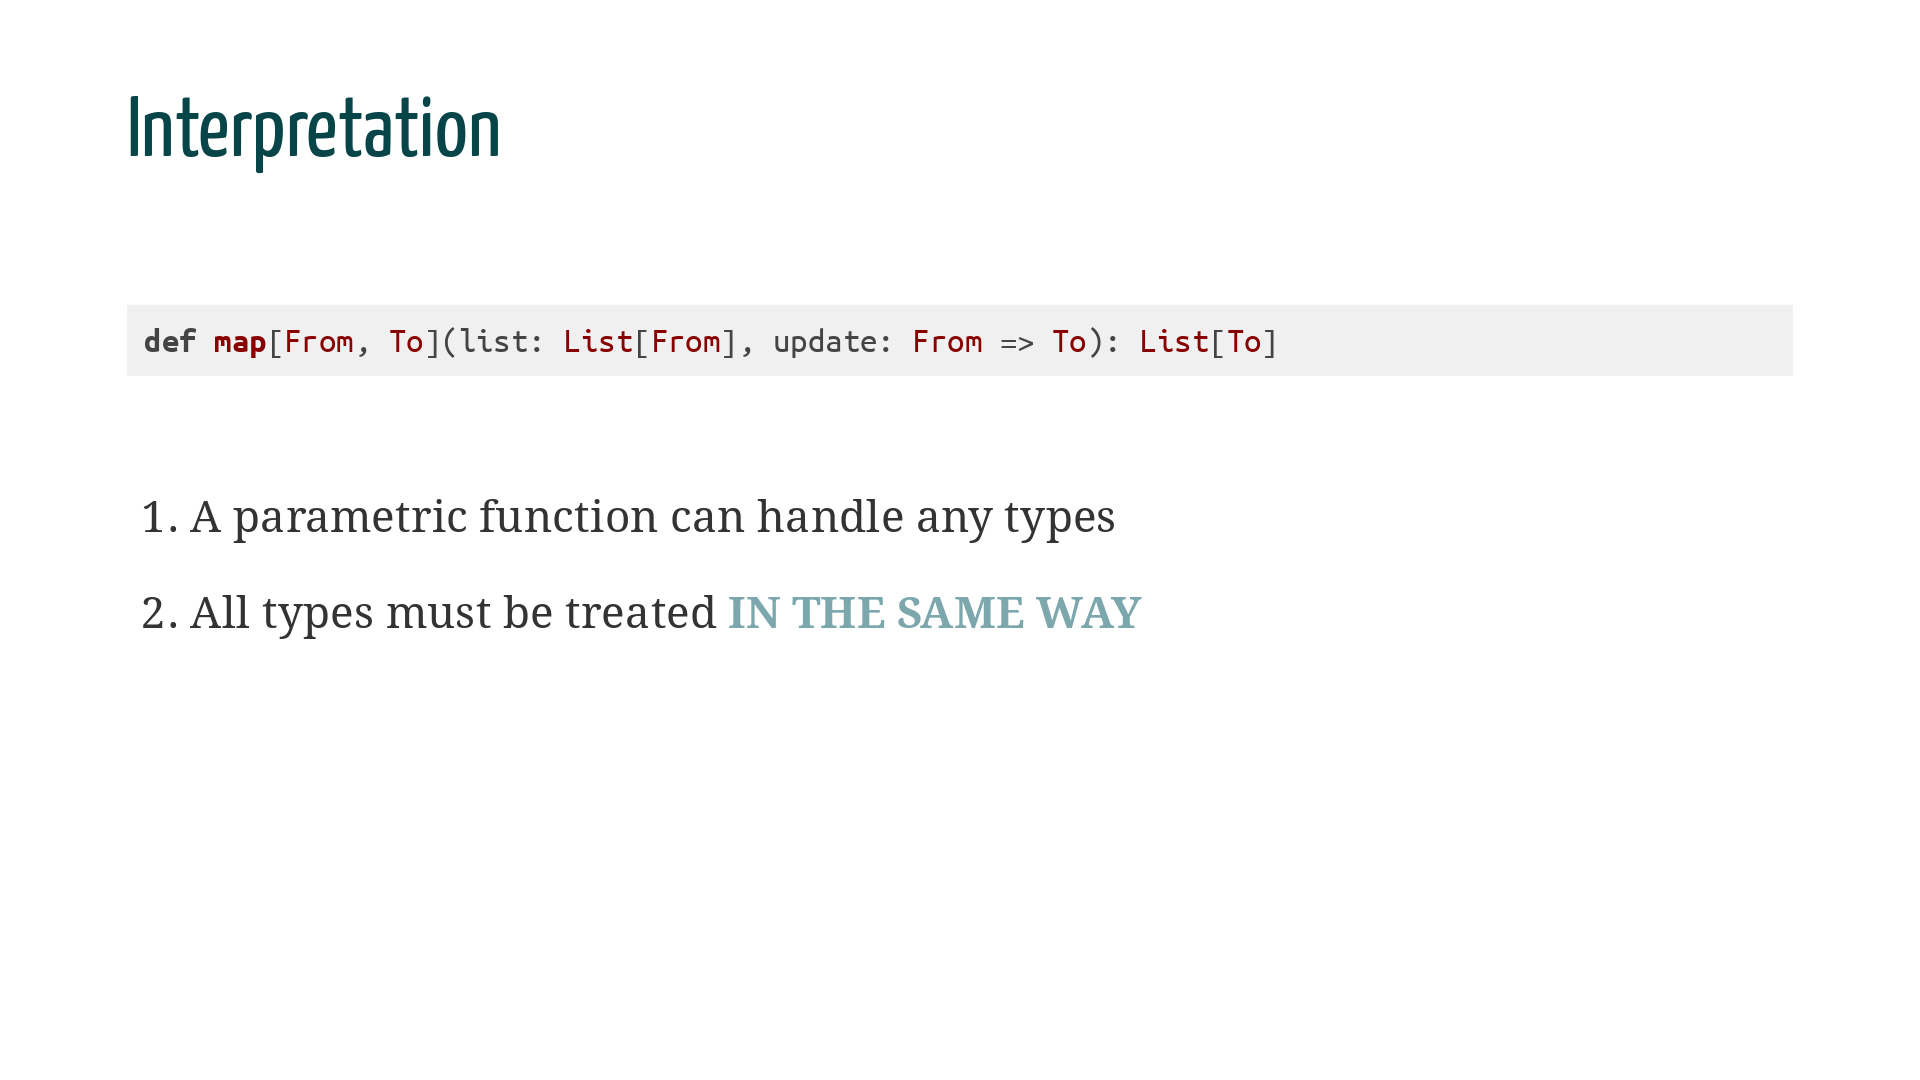 Interpretation
def map[From, To](list: List[From], update: From => To): List[To]
1. A parametric function can handle any types
2. All types must be treated IN THE SAME WAY